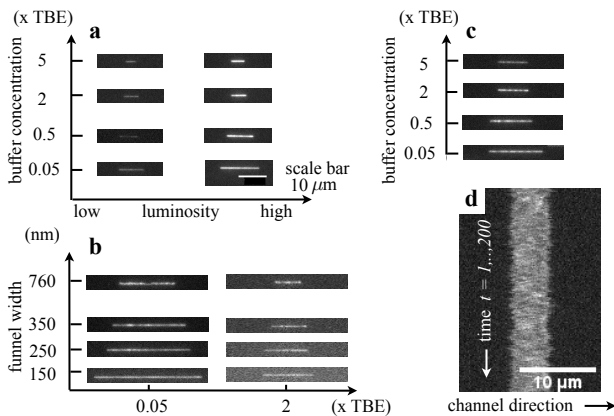 (x TBE)
a
buffer concentration
5
2
0.5
0.05
scale bar
10 μm
low
luminosity
high
(nm)
b
funnel width
760
350
250
150
0.05
2
(x TBE)
(x TBE)
c
buffer concentration
5
2
0.5
0.05
d
time t = 1,..,200
10 μm
channel direction